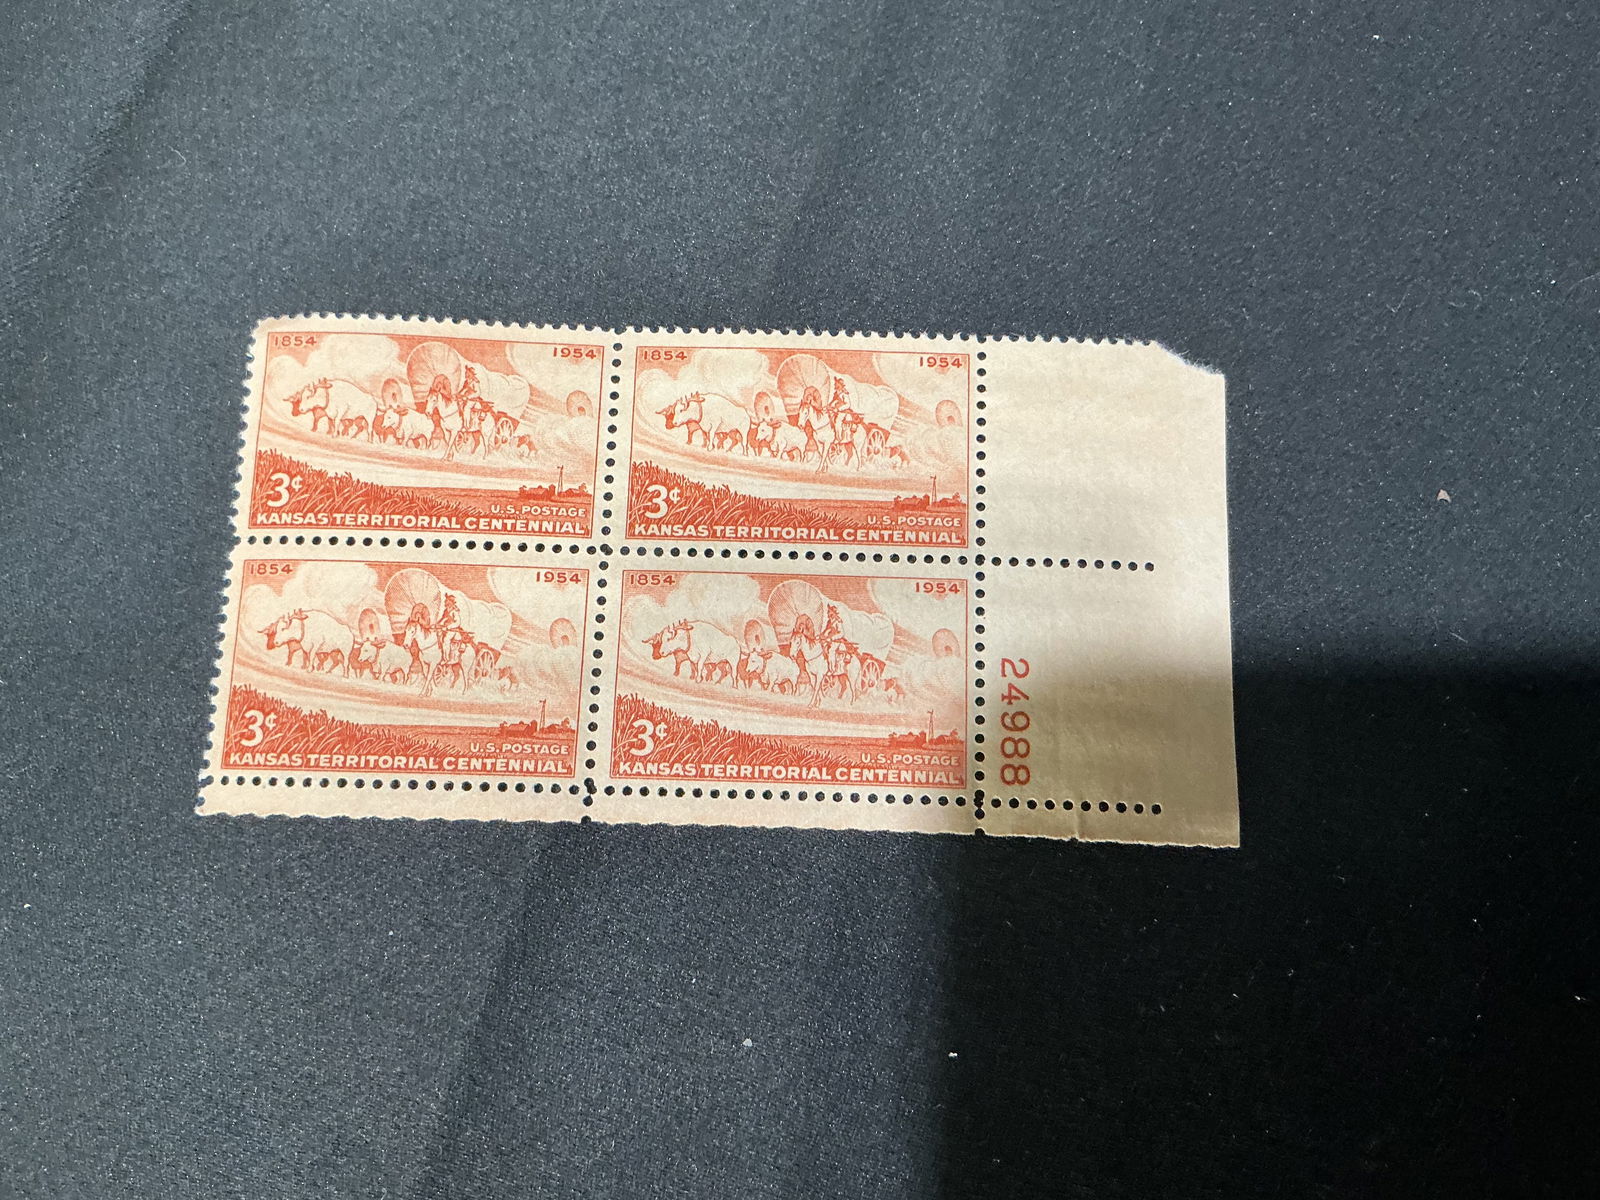 1854 1954
3¢
U.S. POSTAGE
KANSAS TERRITORIAL CENTENNIAL
1854 1954
3¢
U.S. POSTAGE
KANSAS TERRITORIAL CENTENNIAL
1854 1954
3¢
U.S. POSTAGE
KANSAS TERRITORIAL CENTENNIAL
1854 1954
3¢
U.S. POSTAGE
KANSAS TERRITORIAL CENTENNIAL
24988